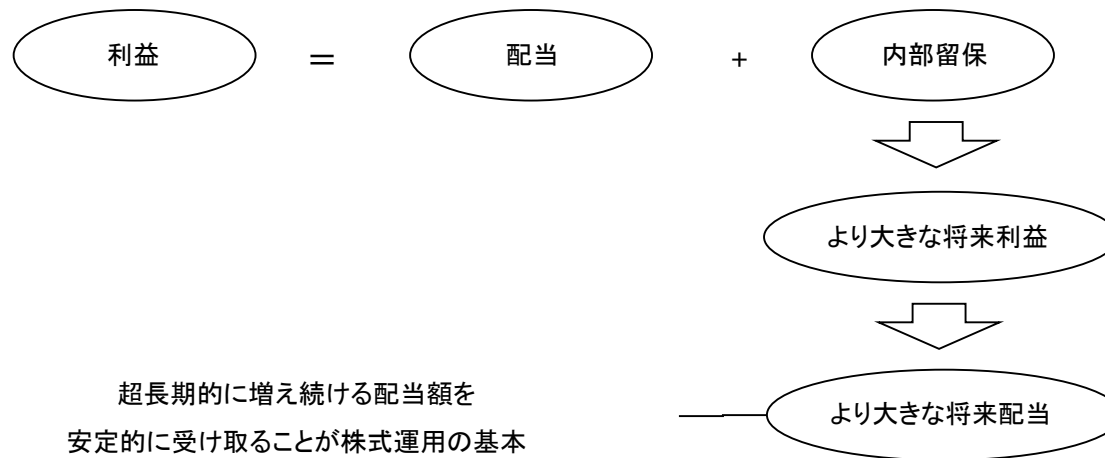 利益 = 配当 + 内部留保
より大きな将来利益
超長期的に増え続ける配当額を
安定的に受け取ることが株式運用の基本
より大きな将来配当